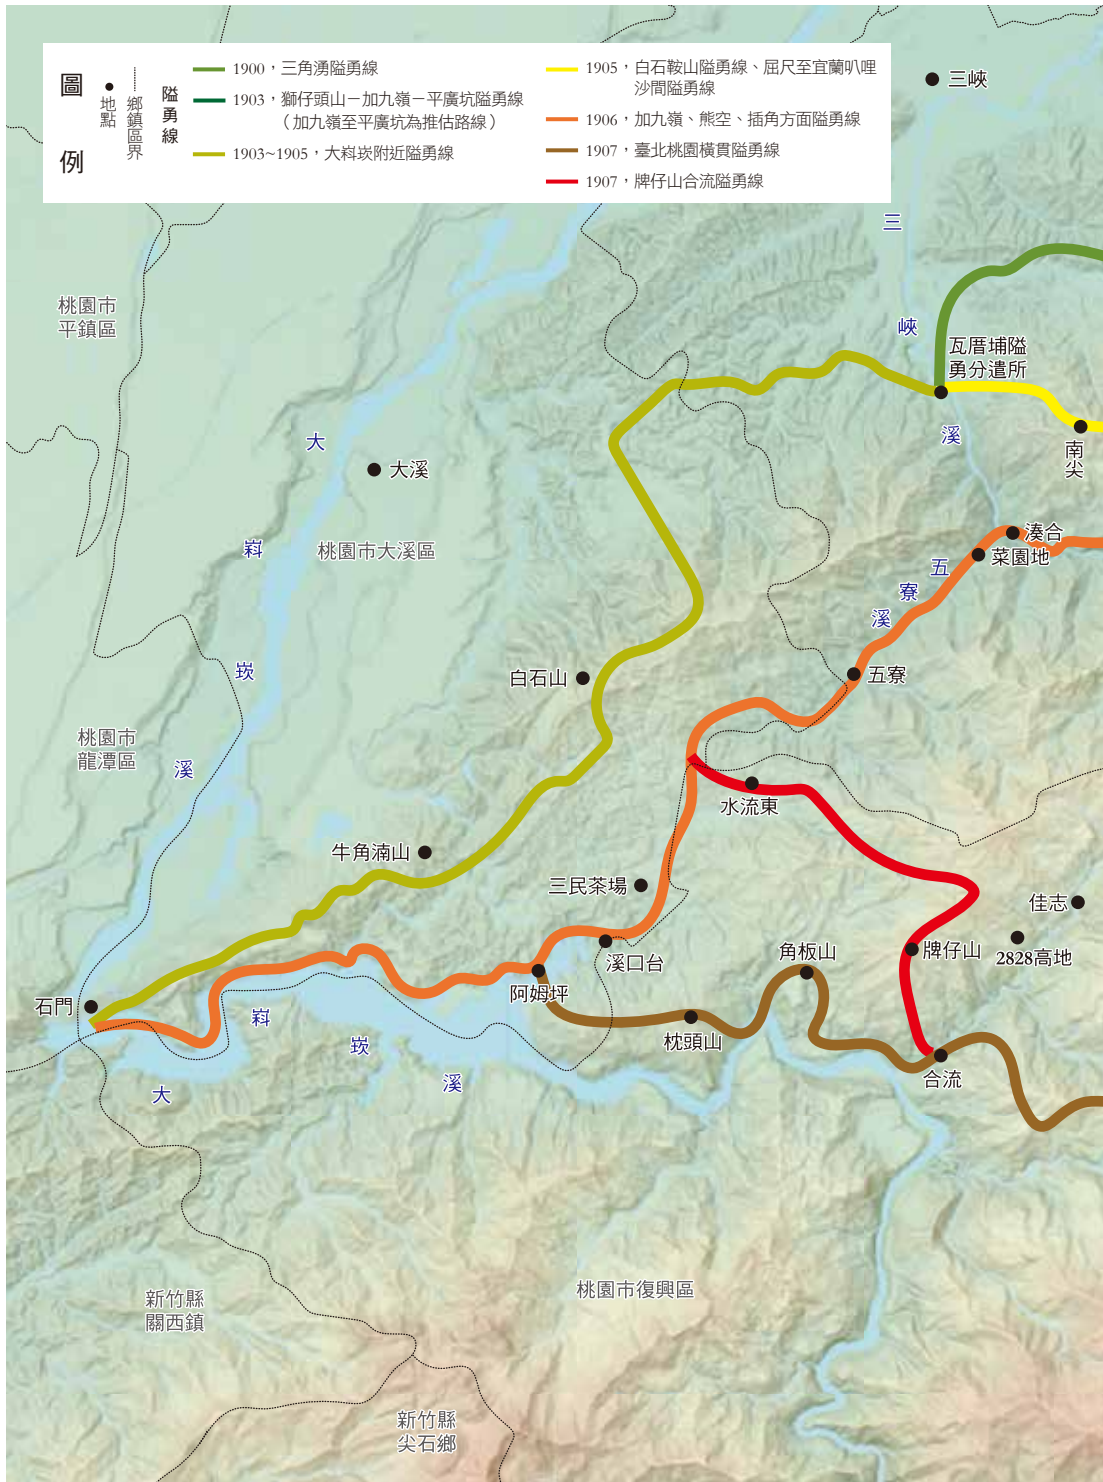 圖例
地點
鄉鎮區界
隘勇線
1900，三角湧隘勇線
1903，獅仔頭山－加九嶺－平廣坑隘勇線
（加九嶺至平廣坑為推估路線）
1903~1905，大嵙崁附近隘勇線
1905，白石鞍山隘勇線、屈尺至宜蘭叭哩
沙間隘勇線
1906，加九嶺、熊空、插角方面隘勇線
1907，臺北桃園橫貫隘勇線
1907，牌仔山合流隘勇線
三峽
三
峽
溪
桃園市
平鎮區
瓦厝埔隘
勇分遣所
南尖
大溪
大
嵙
崁
溪
桃園市大溪區
湊合
菜園地
五
寮
溪
五寮
白石山
桃園市
龍潭區
水流東
牛角湳山
三民茶場
佳志
牌仔山
2828高地
角板山
溪口台
阿姆坪
石門
枕頭山
合流
嵙
崁
溪
大
桃園市復興區
新竹縣
關西鎮
新竹縣
尖石鄉